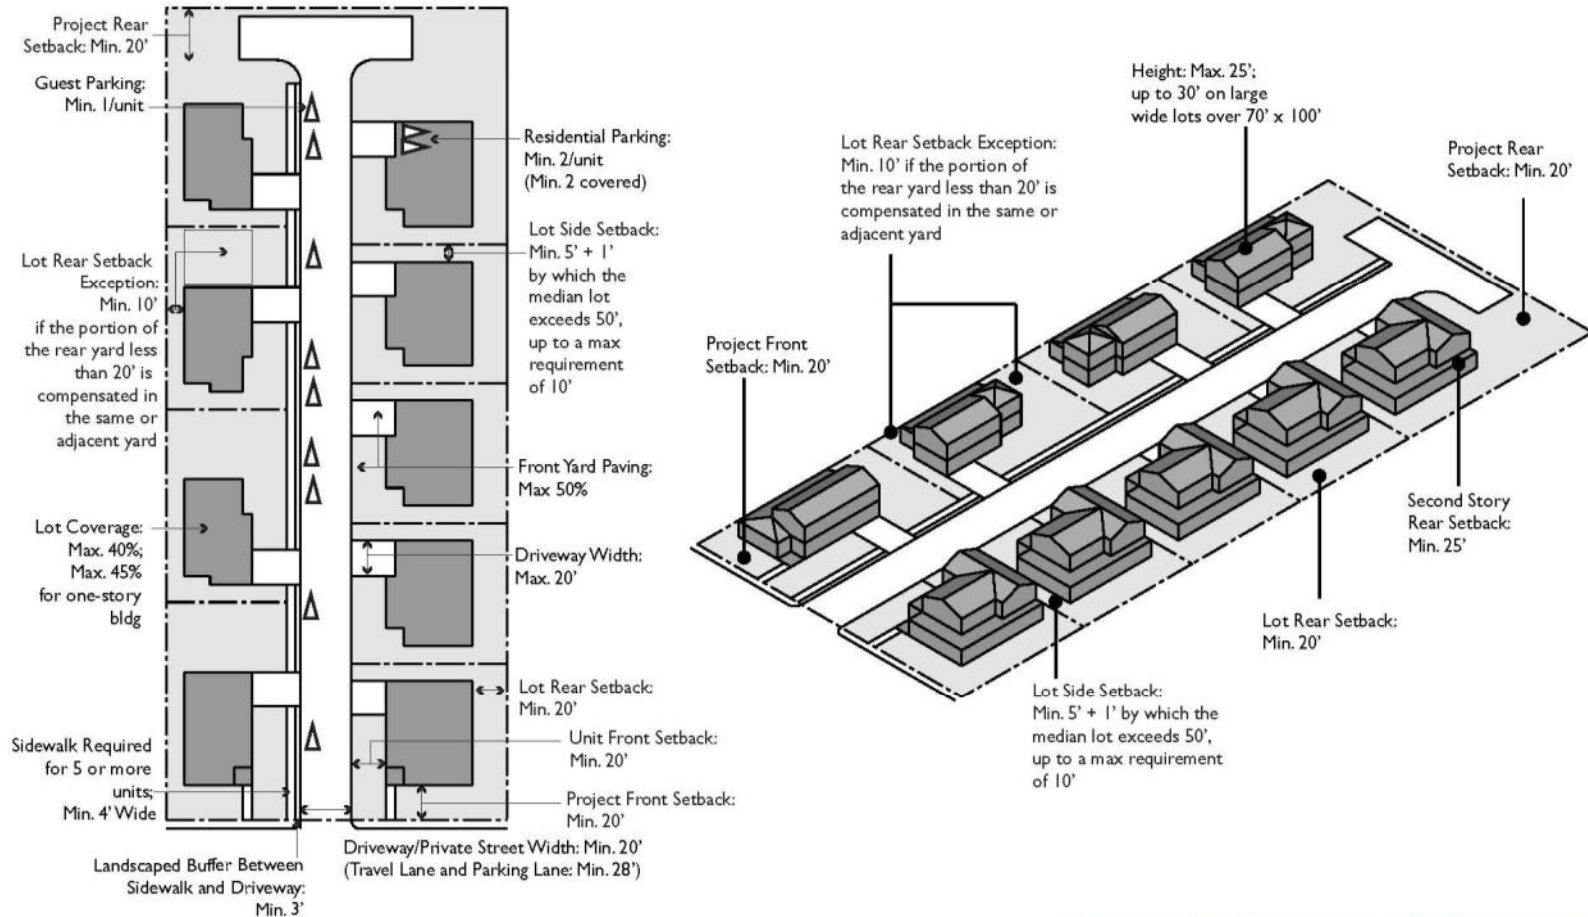 Project Rear
Setback: Min. 20'
Guest Parking:
Min. 1/unit
Residential Parking:
Min. 2/unit
(Min. 2 covered)
Lot Side Setback:
Min. 5' + 1'
by which the
median lot
exceeds 50',
up to a max
requirement
of 10'
Lot Rear Setback
Exception:
Min. 10'
if the portion of
the rear yard less
than 20' is
compensated in
the same or
adjacent yard
Front Yard Paving:
Max 50%
Lot Coverage:
Max. 40%;
Max. 45%
for one-story
bldg
Driveway Width:
Max. 20'
Lot Rear Setback:
Min. 20'
Unit Front Setback:
Min. 20'
Sidewalk Required
for 5 or more
units;
Min. 4' Wide
Project Front Setback:
Min. 20'
Driveway/Private Street Width: Min. 20'
(Travel Lane and Parking Lane: Min. 28')
Landscaped Buffer Between
Sidewalk and Driveway:
Min. 3'
Height: Max. 25';
up to 30' on large
wide lots over 70' x 100'
Lot Rear Setback Exception:
Min. 10' if the portion of
the rear yard less than 20' is
compensated in the same or
adjacent yard
Project Rear
Setback: Min. 20'
Project Front
Setback: Min. 20'
Second Story
Rear Setback:
Min. 25'
Lot Rear Setback:
Min. 20'
Lot Side Setback:
Min. 5' + 1' by which the
median lot exceeds 50',
up to a max requirement
of 10'